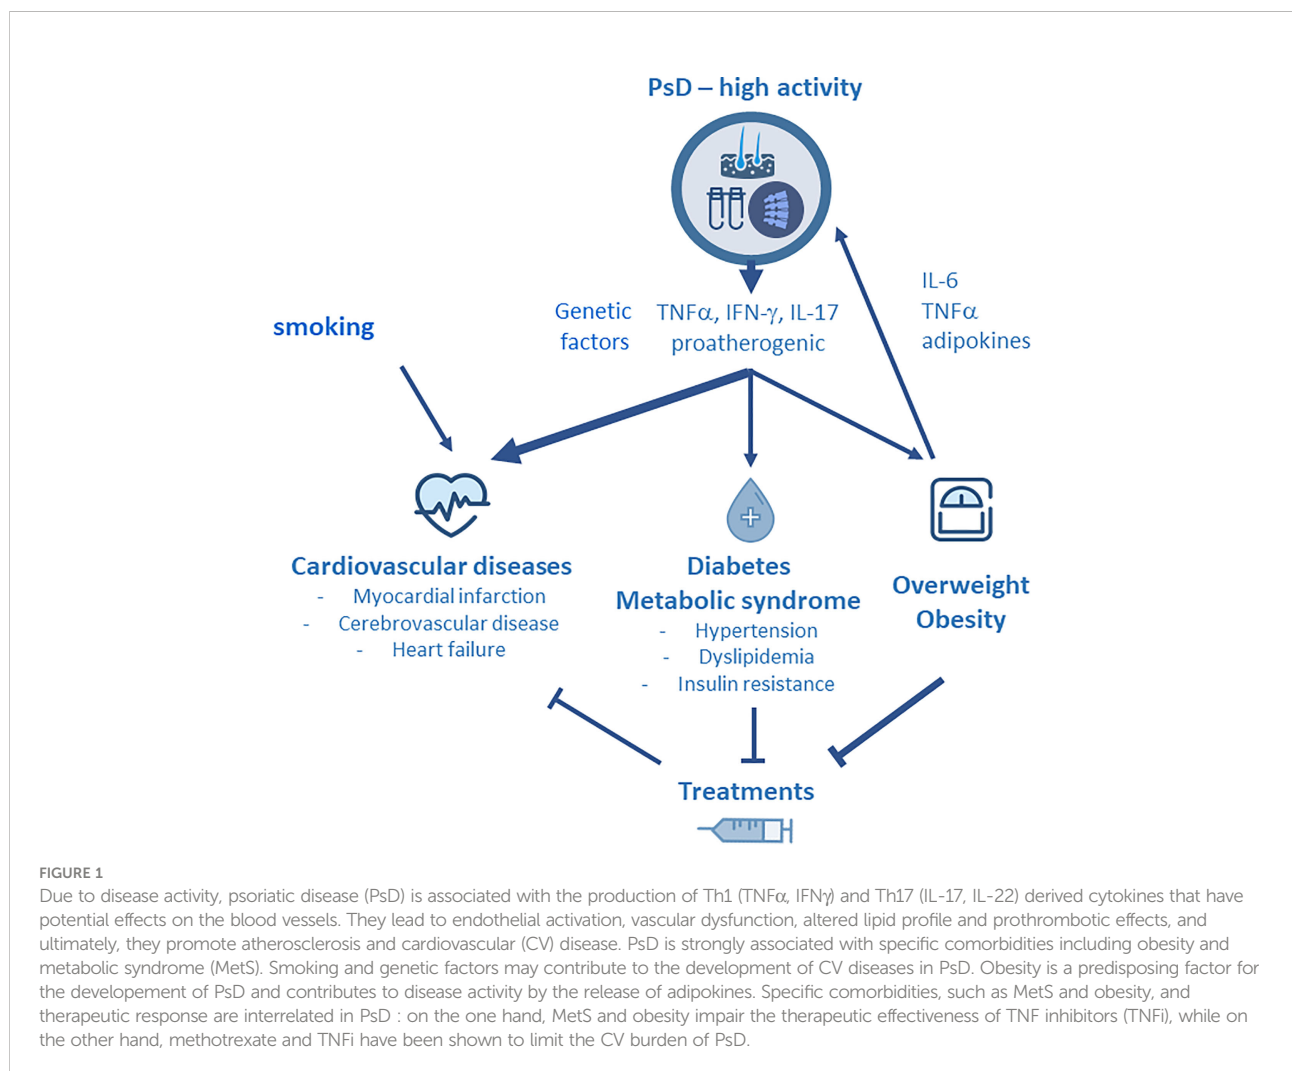 PsD – high activity
Genetic
factors
TNFα, IFN-γ, IL-17
proatherogenic
IL-6
TNFα
adipokines
smoking
Cardiovascular diseases
- Myocardial infarction
- Cerebrovascular disease
- Heart failure
Diabetes
Metabolic syndrome
- Hypertension
- Dyslipidemia
- Insulin resistance
Overweight
Obesity
Treatments
FIGURE 1
Due to disease activity, psoriatic disease (PsD) is associated with the production of Th1 (TNFα, IFNγ) and Th17 (IL-17, IL-22) derived cytokines that have
potential effects on the blood vessels. They lead to endothelial activation, vascular dysfunction, altered lipid profile and prothrombotic effects, and
ultimately, they promote atherosclerosis and cardiovascular (CV) disease. PsD is strongly associated with specific comorbidities including obesity and
metabolic syndrome (MetS). Smoking and genetic factors may contribute to the development of CV diseases in PsD. Obesity is a predisposing factor for
the developement of PsD and contributes to disease activity by the release of adipokines. Specific comorbidities, such as MetS and obesity, and
therapeutic response are interrelated in PsD : on the one hand, MetS and obesity impair the therapeutic effectiveness of TNF inhibitors (TNFi), while on
the other hand, methotrexate and TNFi have been shown to limit the CV burden of PsD.